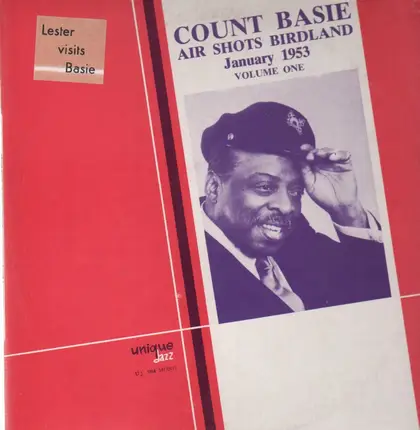 Lester
visits
Basie
COUNT BASIE
AIR SHOTS BIRDLAND
January 1953
VOLUME ONE
unique
jazz